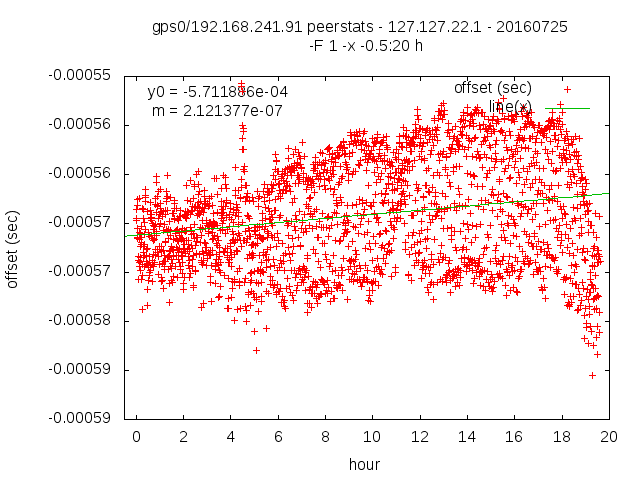 gps0/192.168.241.91 peerstats - 127.127.22.1 - 20160725
-F 1 -x -0.5:20 h
y0 = -5.711886e-04
m = 2.121377e-07
offset (sec)
line(x)
-0.00055
-0.00056
-0.00056
-0.00057
-0.00057
-0.00058
-0.00059
-0.00059
offset (sec)
0 2 4 6 8 10 12 14 16 18 20
hour